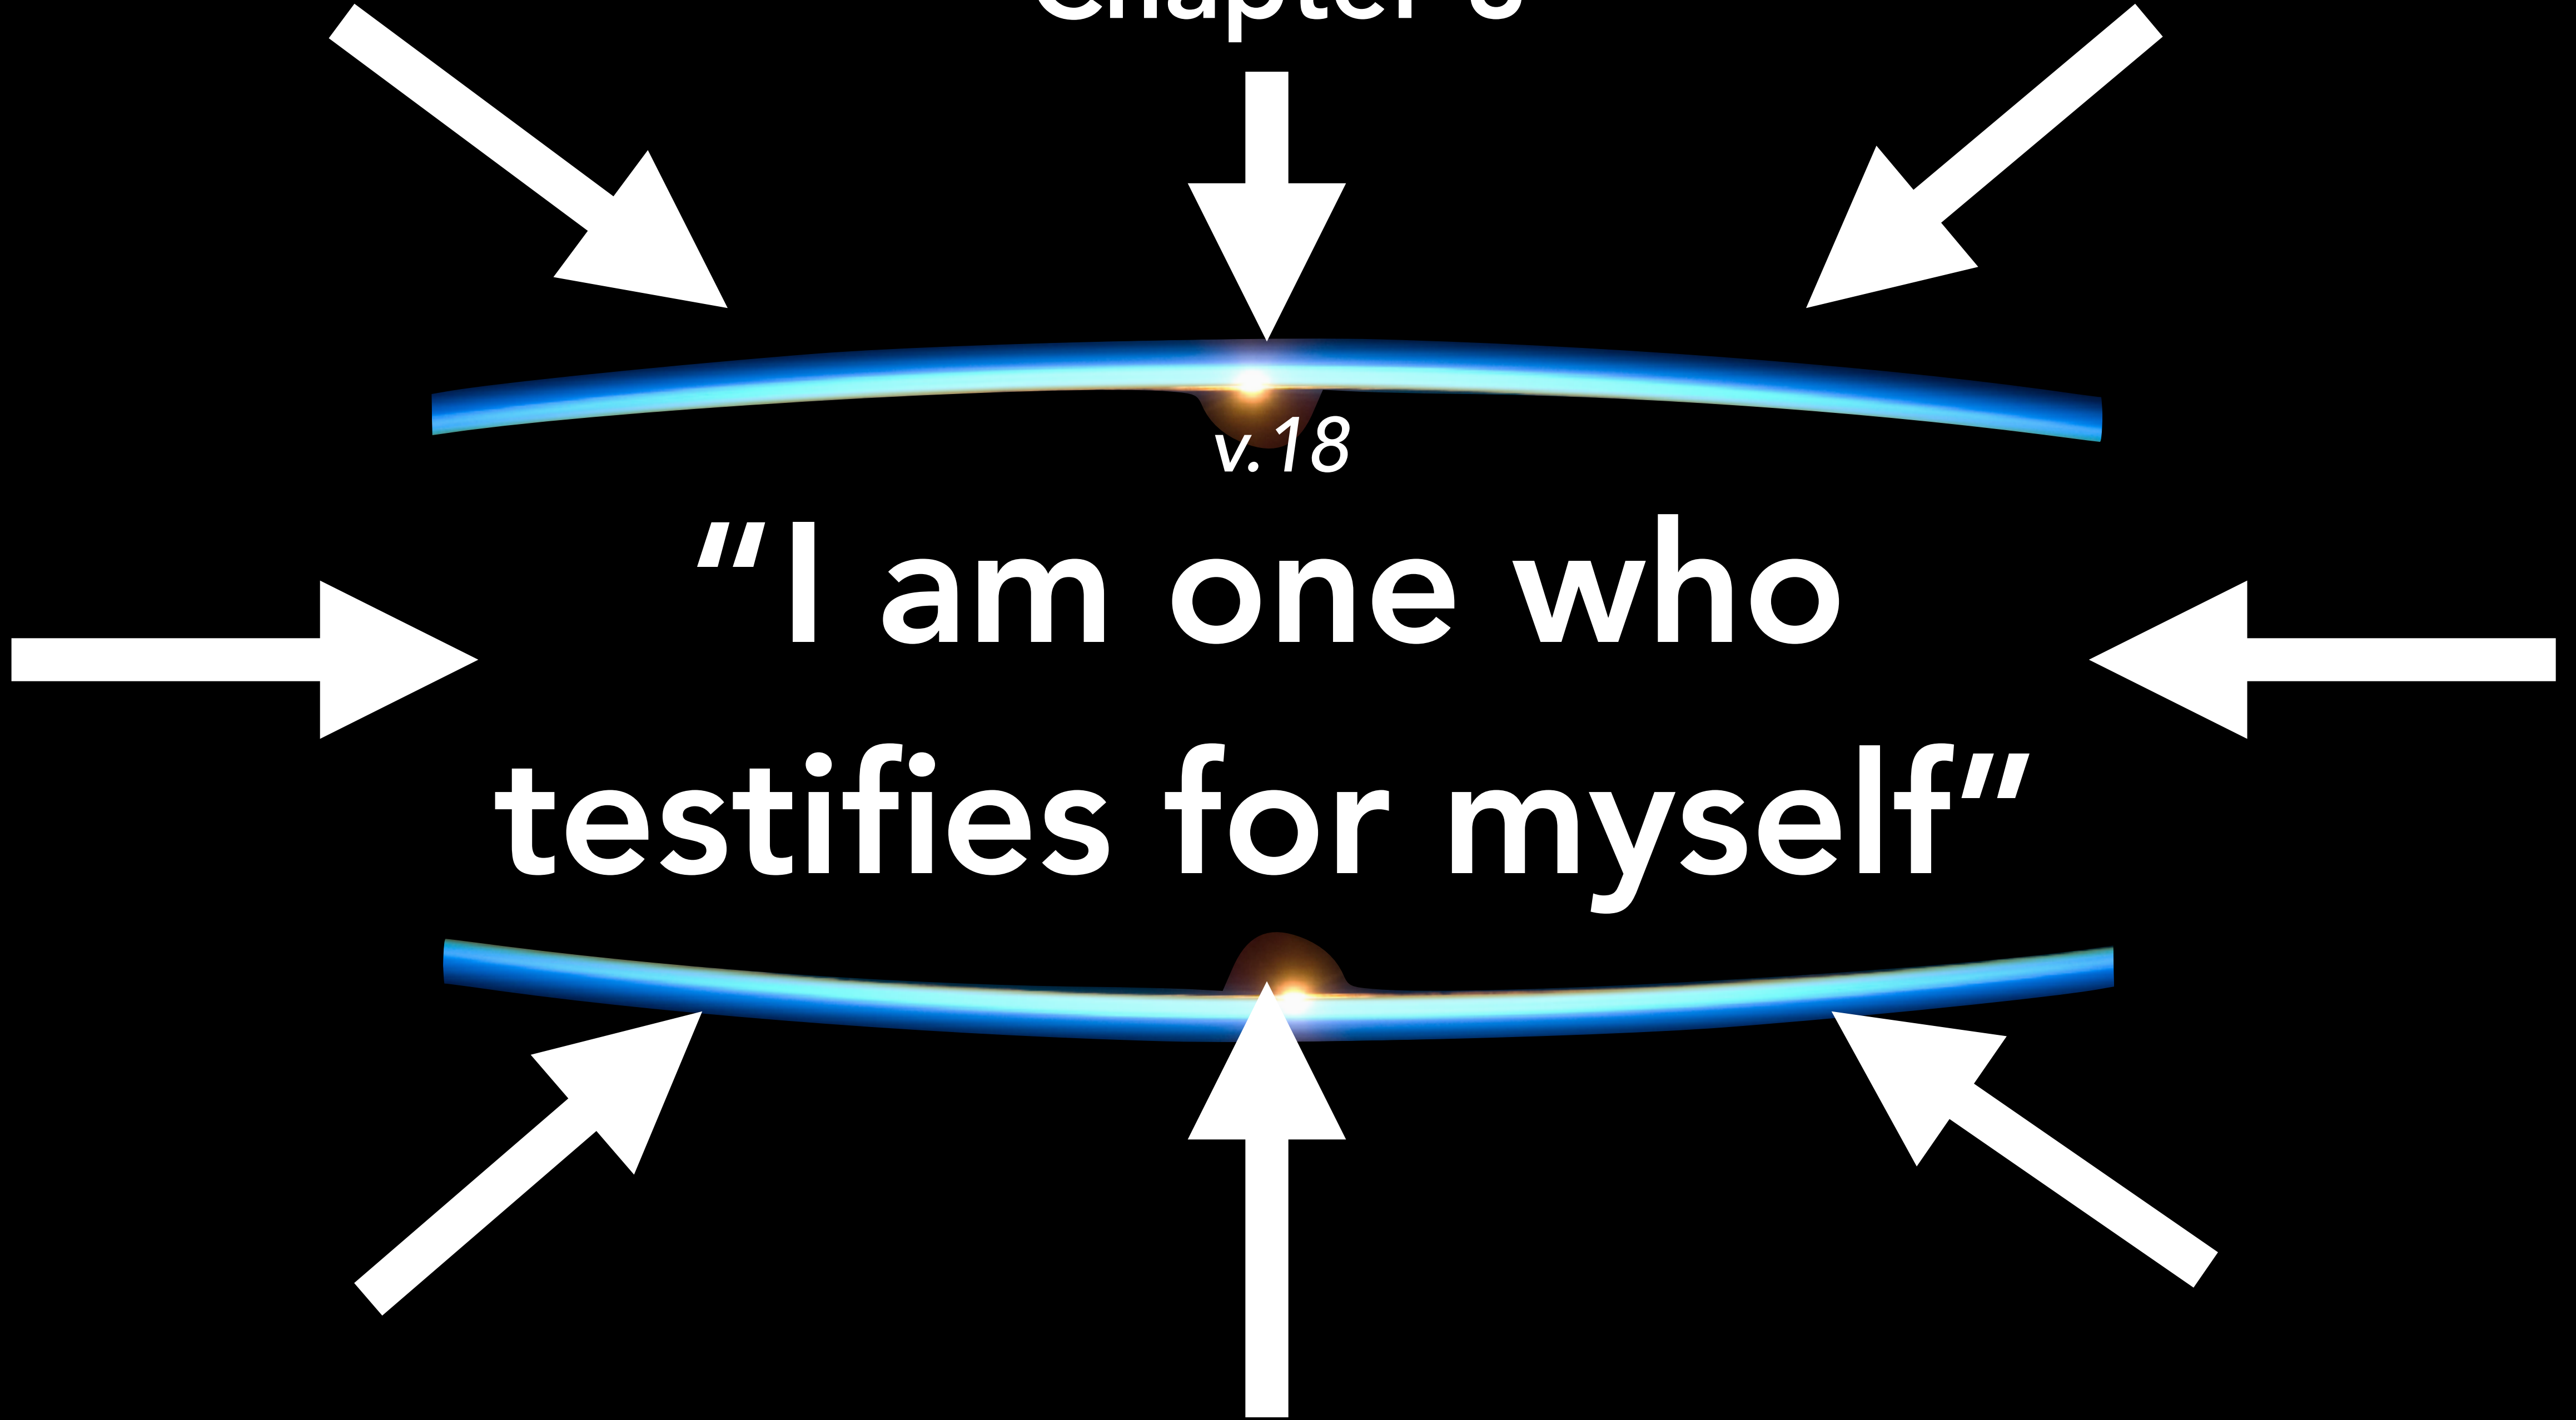 Chapter
v.18
“I am one who
testifies for myself”